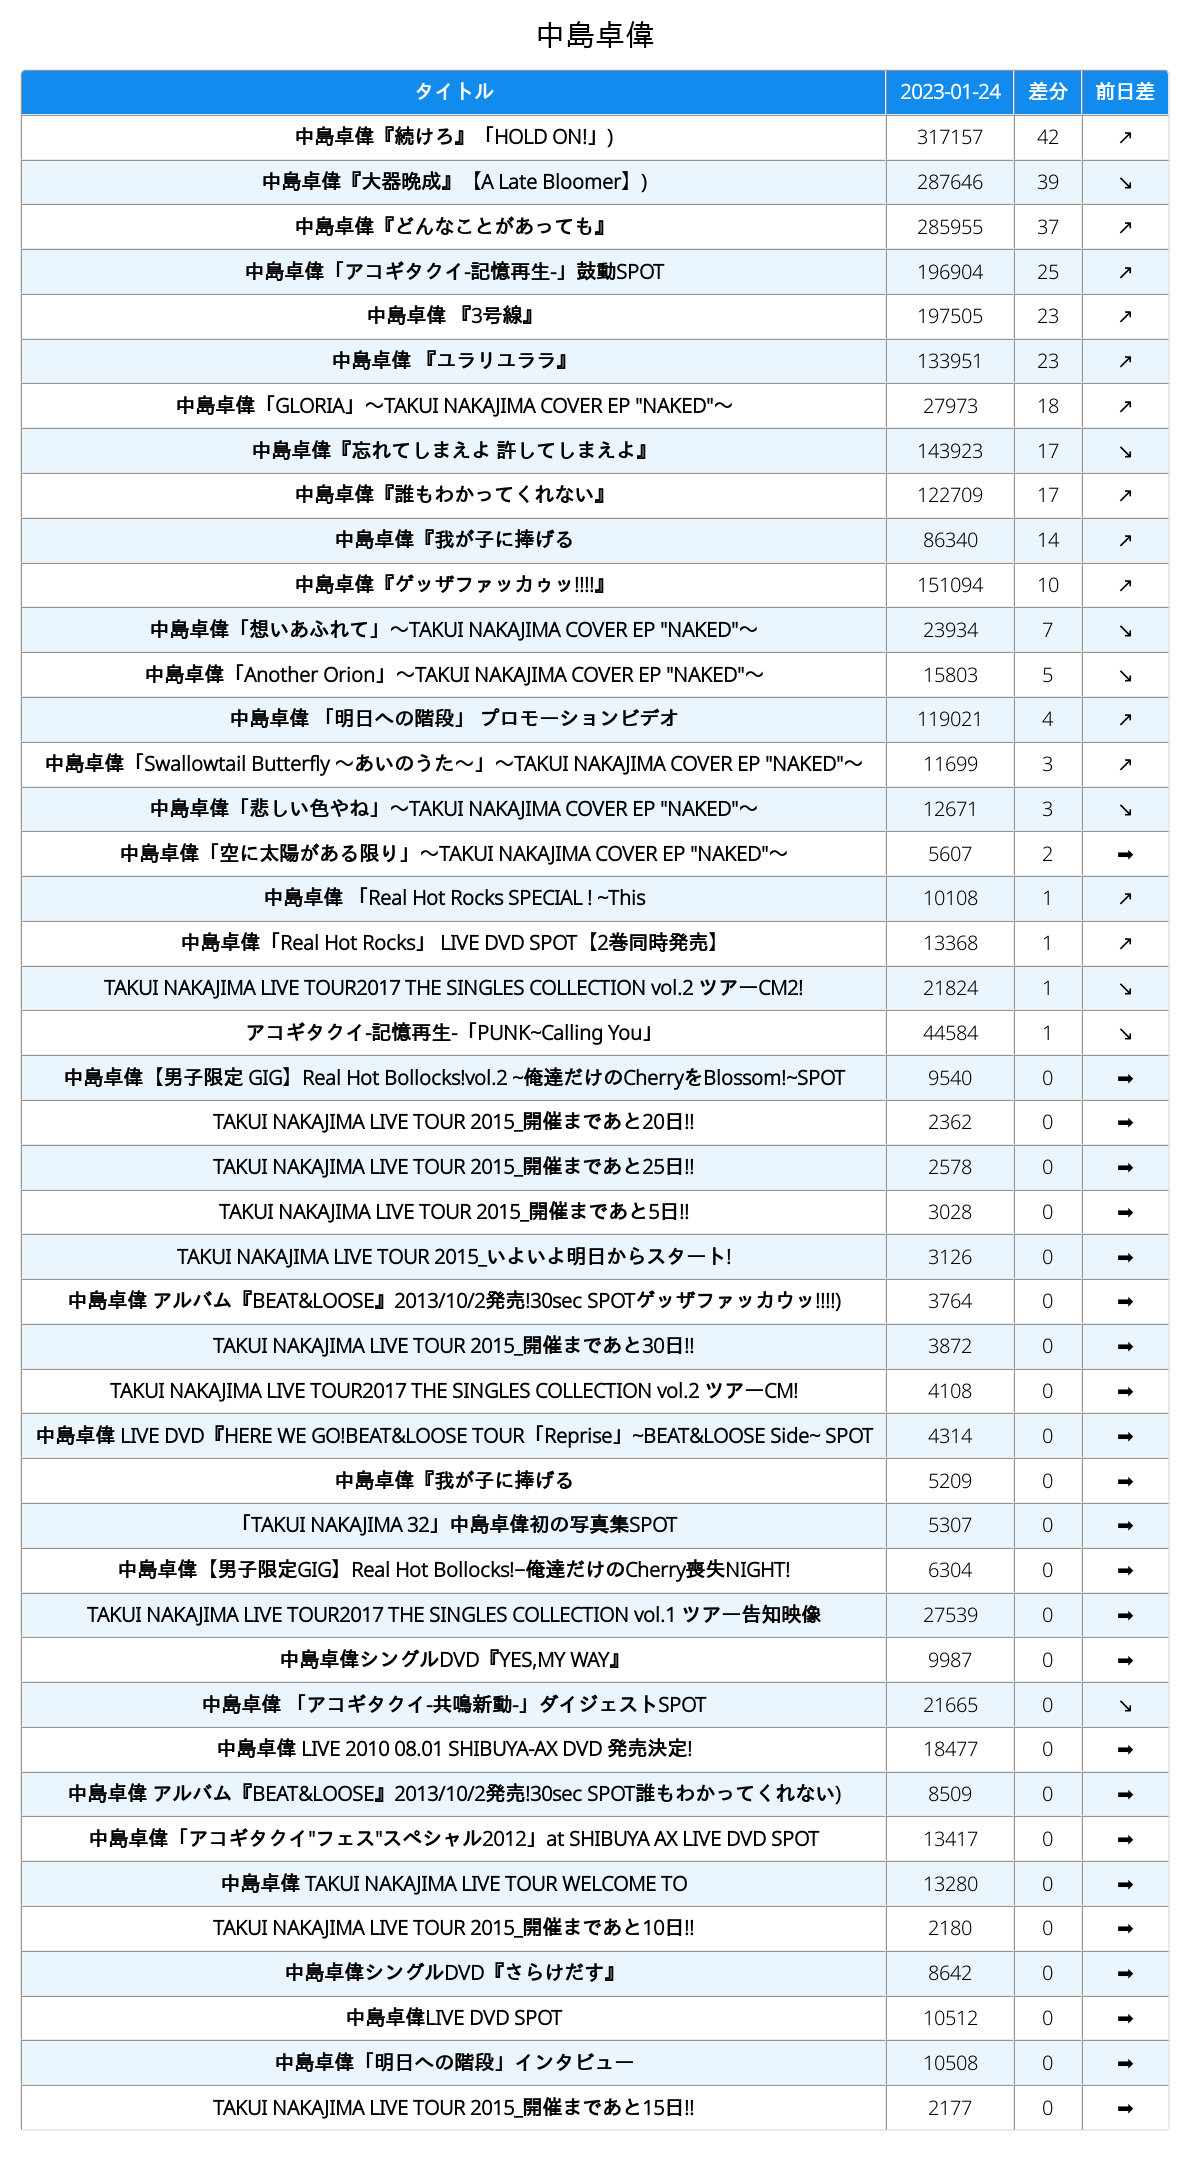 中島卓偉
タイトル 2023-01-24 差分 前日差
中島卓偉『続けろ』「HOLD ON!」) 317157 42 ↗
中島卓偉『大器晩成』【A Late Bloomer】) 287646 39 ↘
中島卓偉『どんなことがあっても』 285955 37 ↗
中島卓偉「アコギタクイ-記憶再生-」鼓動SPOT 196904 25 ↗
中島卓偉 『3号線』 197505 23 ↗
中島卓偉 『ユラリユララ』 133951 23 ↗
中島卓偉「GLORIA」～TAKUI NAKAJIMA COVER EP "NAKED"～ 27973 18 ↗
中島卓偉『忘れてしまえよ 許してしまえよ』 143923 17 ↘
中島卓偉『誰もわかってくれない』 122709 17 ↗
中島卓偉『我が子に捧げる 86340 14 ↗
中島卓偉『ゲッザファッカゥッ!!!!』 151094 10 ↗
中島卓偉「想いあふれて」～TAKUI NAKAJIMA COVER EP "NAKED"～ 23934 7 ↘
中島卓偉「Another Orion」～TAKUI NAKAJIMA COVER EP "NAKED"～ 15803 5 ↘
中島卓偉 「明日への階段」 プロモーションビデオ 119021 4 ↗
中島卓偉「Swallowtail Butterfly ～あいのうた～」～TAKUI NAKAJIMA COVER EP "NAKED"～ 11699 3 ↗
中島卓偉「悲しい色やね」～TAKUI NAKAJIMA COVER EP "NAKED"～ 12671 3 ↘
中島卓偉「空に太陽がある限り」～TAKUI NAKAJIMA COVER EP "NAKED"～ 5607 2 ➡
中島卓偉 「Real Hot Rocks SPECIAL ! ~This 10108 1 ↗
中島卓偉「Real Hot Rocks」 LIVE DVD SPOT【2巻同時発売】 13368 1 ↗
TAKUI NAKAJIMA LIVE TOUR2017 THE SINGLES COLLECTION vol.2 ツアーCM2! 21824 1 ↘
アコギタクイ-記憶再生-「PUNK~Calling You」 44584 1 ↘
中島卓偉【男子限定 GIG】Real Hot Bollocks!vol.2 ~俺達だけのCherryをBlossom!~SPOT 9540 0 ➡
TAKUI NAKAJIMA LIVE TOUR 2015_開催まであと20日!! 2362 0 ➡
TAKUI NAKAJIMA LIVE TOUR 2015_開催まであと25日!! 2578 0 ➡
TAKUI NAKAJIMA LIVE TOUR 2015_開催まであと5日!! 3028 0 ➡
TAKUI NAKAJIMA LIVE TOUR 2015_いよいよ明日からスタート! 3126 0 ➡
中島卓偉 アルバム『BEAT&LOOSE』2013/10/2発売!30sec SPOTゲッザファッカウッ!!!!) 3764 0 ➡
TAKUI NAKAJIMA LIVE TOUR 2015_開催まであと30日!! 3872 0 ➡
TAKUI NAKAJIMA LIVE TOUR2017 THE SINGLES COLLECTION vol.2 ツアーCM! 4108 0 ➡
中島卓偉 LIVE DVD『HERE WE GO!BEAT&LOOSE TOUR「Reprise」~BEAT&LOOSE Side~ SPOT 4314 0 ➡
中島卓偉『我が子に捧げる 5209 0 ➡
「TAKUI NAKAJIMA 32」中島卓偉初の写真集SPOT 5307 0 ➡
中島卓偉【男子限定GIG】Real Hot Bollocks!–俺達だけのCherry喪失NIGHT! 6304 0 ➡
TAKUI NAKAJIMA LIVE TOUR2017 THE SINGLES COLLECTION vol.1 ツアー告知映像 27539 0 ➡
中島卓偉シングルDVD『YES,MY WAY』 9987 0 ➡
中島卓偉 「アコギタクイ-共鳴新動-」ダイジェストSPOT 21665 0 ↘
中島卓偉 LIVE 2010 08.01 SHIBUYA-AX DVD 発売決定! 18477 0 ➡
中島卓偉 アルバム『BEAT&LOOSE』2013/10/2発売!30sec SPOT誰もわかってくれない) 8509 0 ➡
中島卓偉「アコギタクイ"フェス"スペシャル2012」at SHIBUYA AX LIVE DVD SPOT 13417 0 ➡
中島卓偉 TAKUI NAKAJIMA LIVE TOUR WELCOME TO 13280 0 ➡
TAKUI NAKAJIMA LIVE TOUR 2015_開催まであと10日!! 2180 0 ➡
中島卓偉シングルDVD『さらけだす』 8642 0 ➡
中島卓偉LIVE DVD SPOT 10512 0 ➡
中島卓偉「明日への階段」インタビュー 10508 0 ➡
TAKUI NAKAJIMA LIVE TOUR 2015_開催まであと15日!! 2177 0 ➡